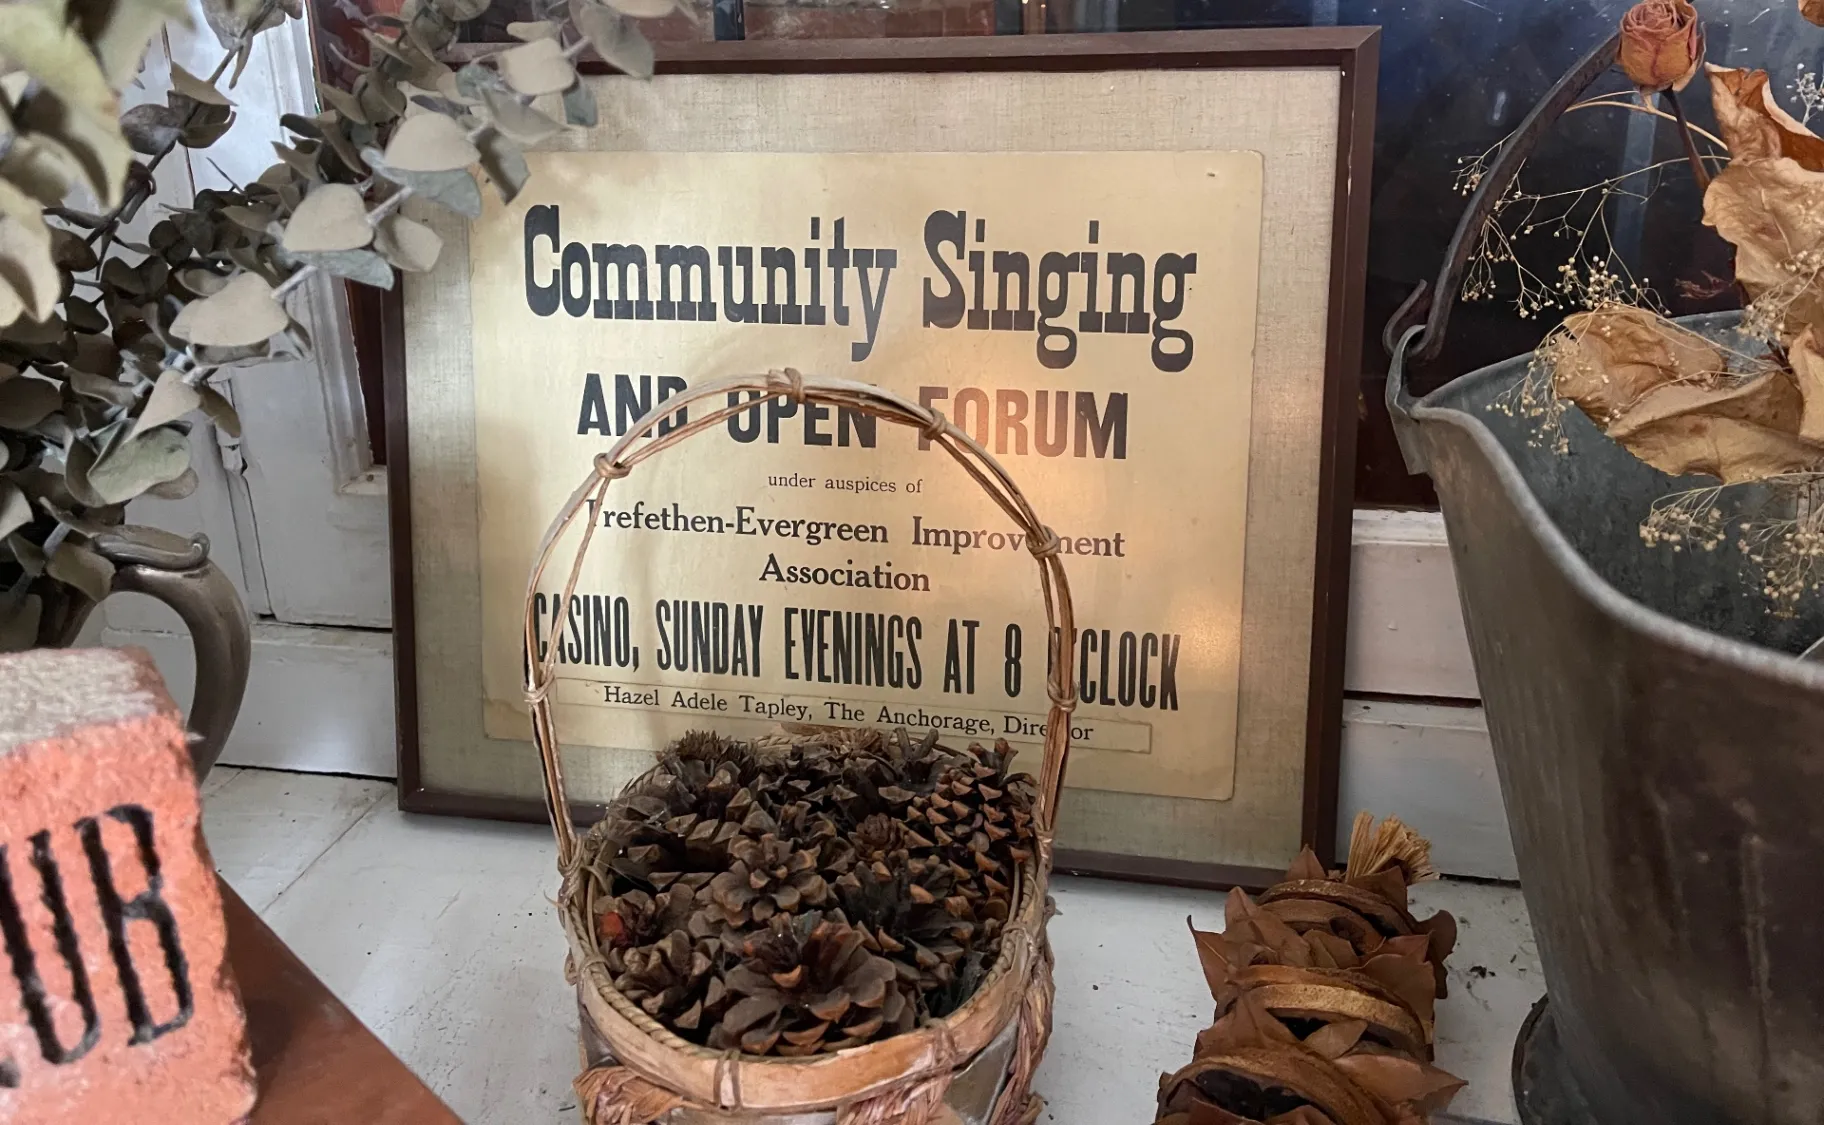 Community Singing
AND OPEN FORUM
under auspices of
Trefethen-Evergreen Improvement
Association
CASINO, SUNDAY EVENINGS AT 8 O'CLOCK
Hazel Adele Tapley, The Anchorage, Director
UB